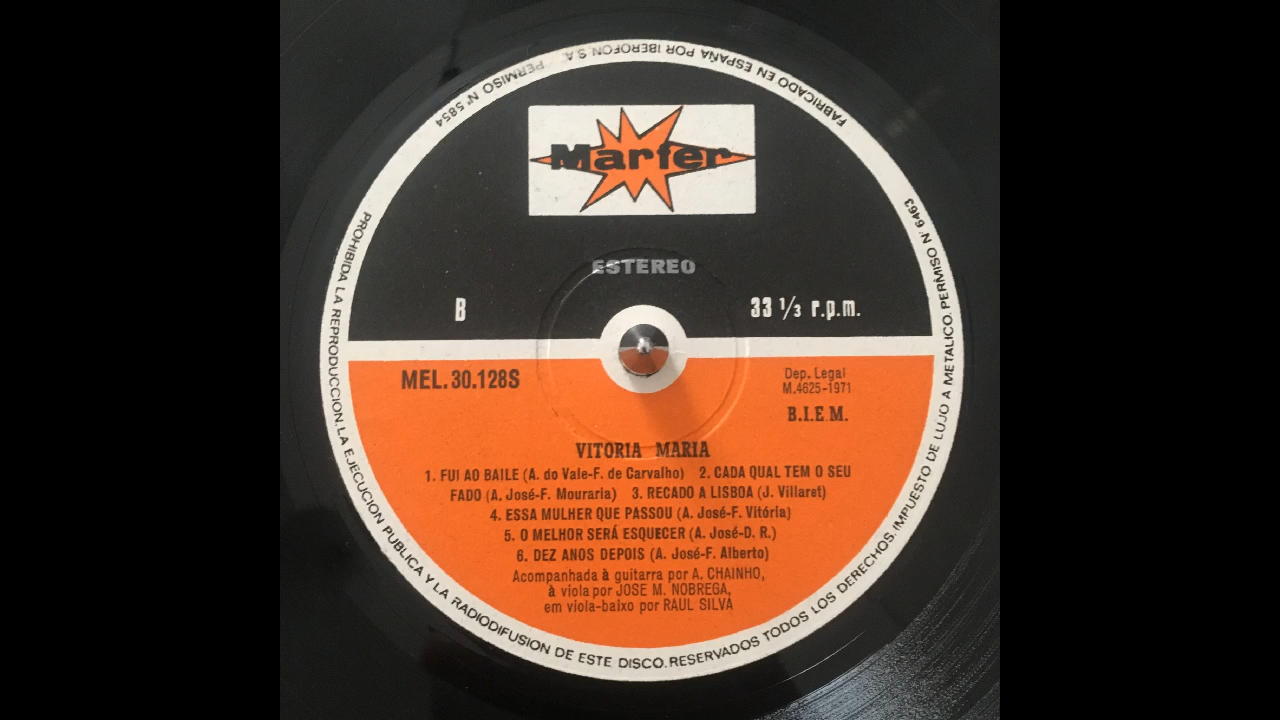 FABRICADO EN ESPAÑA POR IBEROFON, S.A. PERMISO Nº 5854
Marfer
ESTEREO
B
33 1/3 r.p.m.
MEL.30.128S
Dep. Legal
M.4625-1971
B.I.E.M.
VITORIA MARIA
1. FUI AO BAILE (A. do Vale-F. de Carvalho) 2. CADA QUAL TEM O SEU
FADO (A. José-F. Mouraria) 3. RECADO A LISBOA (J. Villaret)
4. ESSA MULHER QUE PASSOU (A. José-F. Vitória)
5. O MELHOR SERÁ ESQUECER (A. José-D. R.)
6. DEZ ANOS DEPOIS (A. José-F. Alberto)
Acompanhada à guitarra por A. CHAINHO,
à viola por JOSE M. NOBREGA,
em viola-baixo por RAUL SILVA
PROHIBIDA LA REPRODUCCION, LA EJECUCION PUBLICA Y LA RADIODIFUSION DE ESTE DISCO. RESERVADOS TODOS LOS DERECHOS. IMPUESTO DE LUJO A METALICO. PERMISO Nº 6463